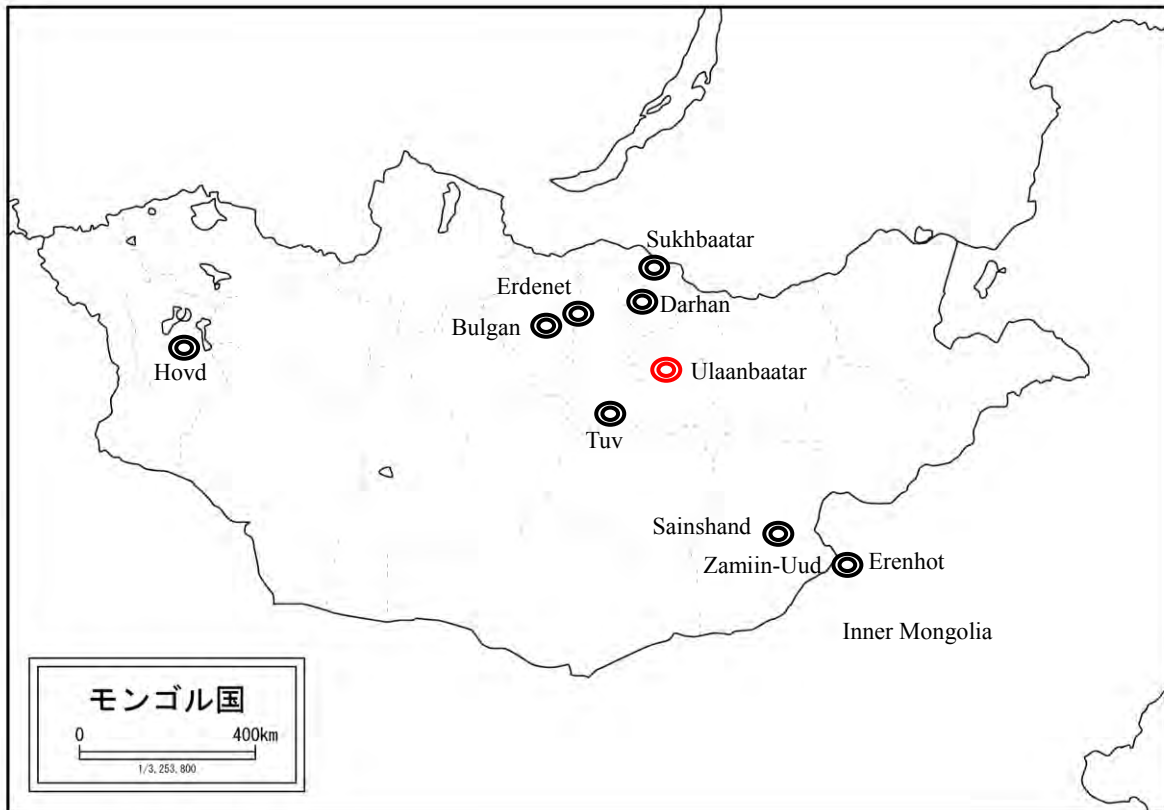 Sukhbaatar
Erdenet
Darhan
Bulgan
Hovd
Ulaanbaatar
Tuv
Sainshand
Zamiin-Uud
Erenhot
Inner Mongolia
モンゴル国
0 400km
1/3,253,800